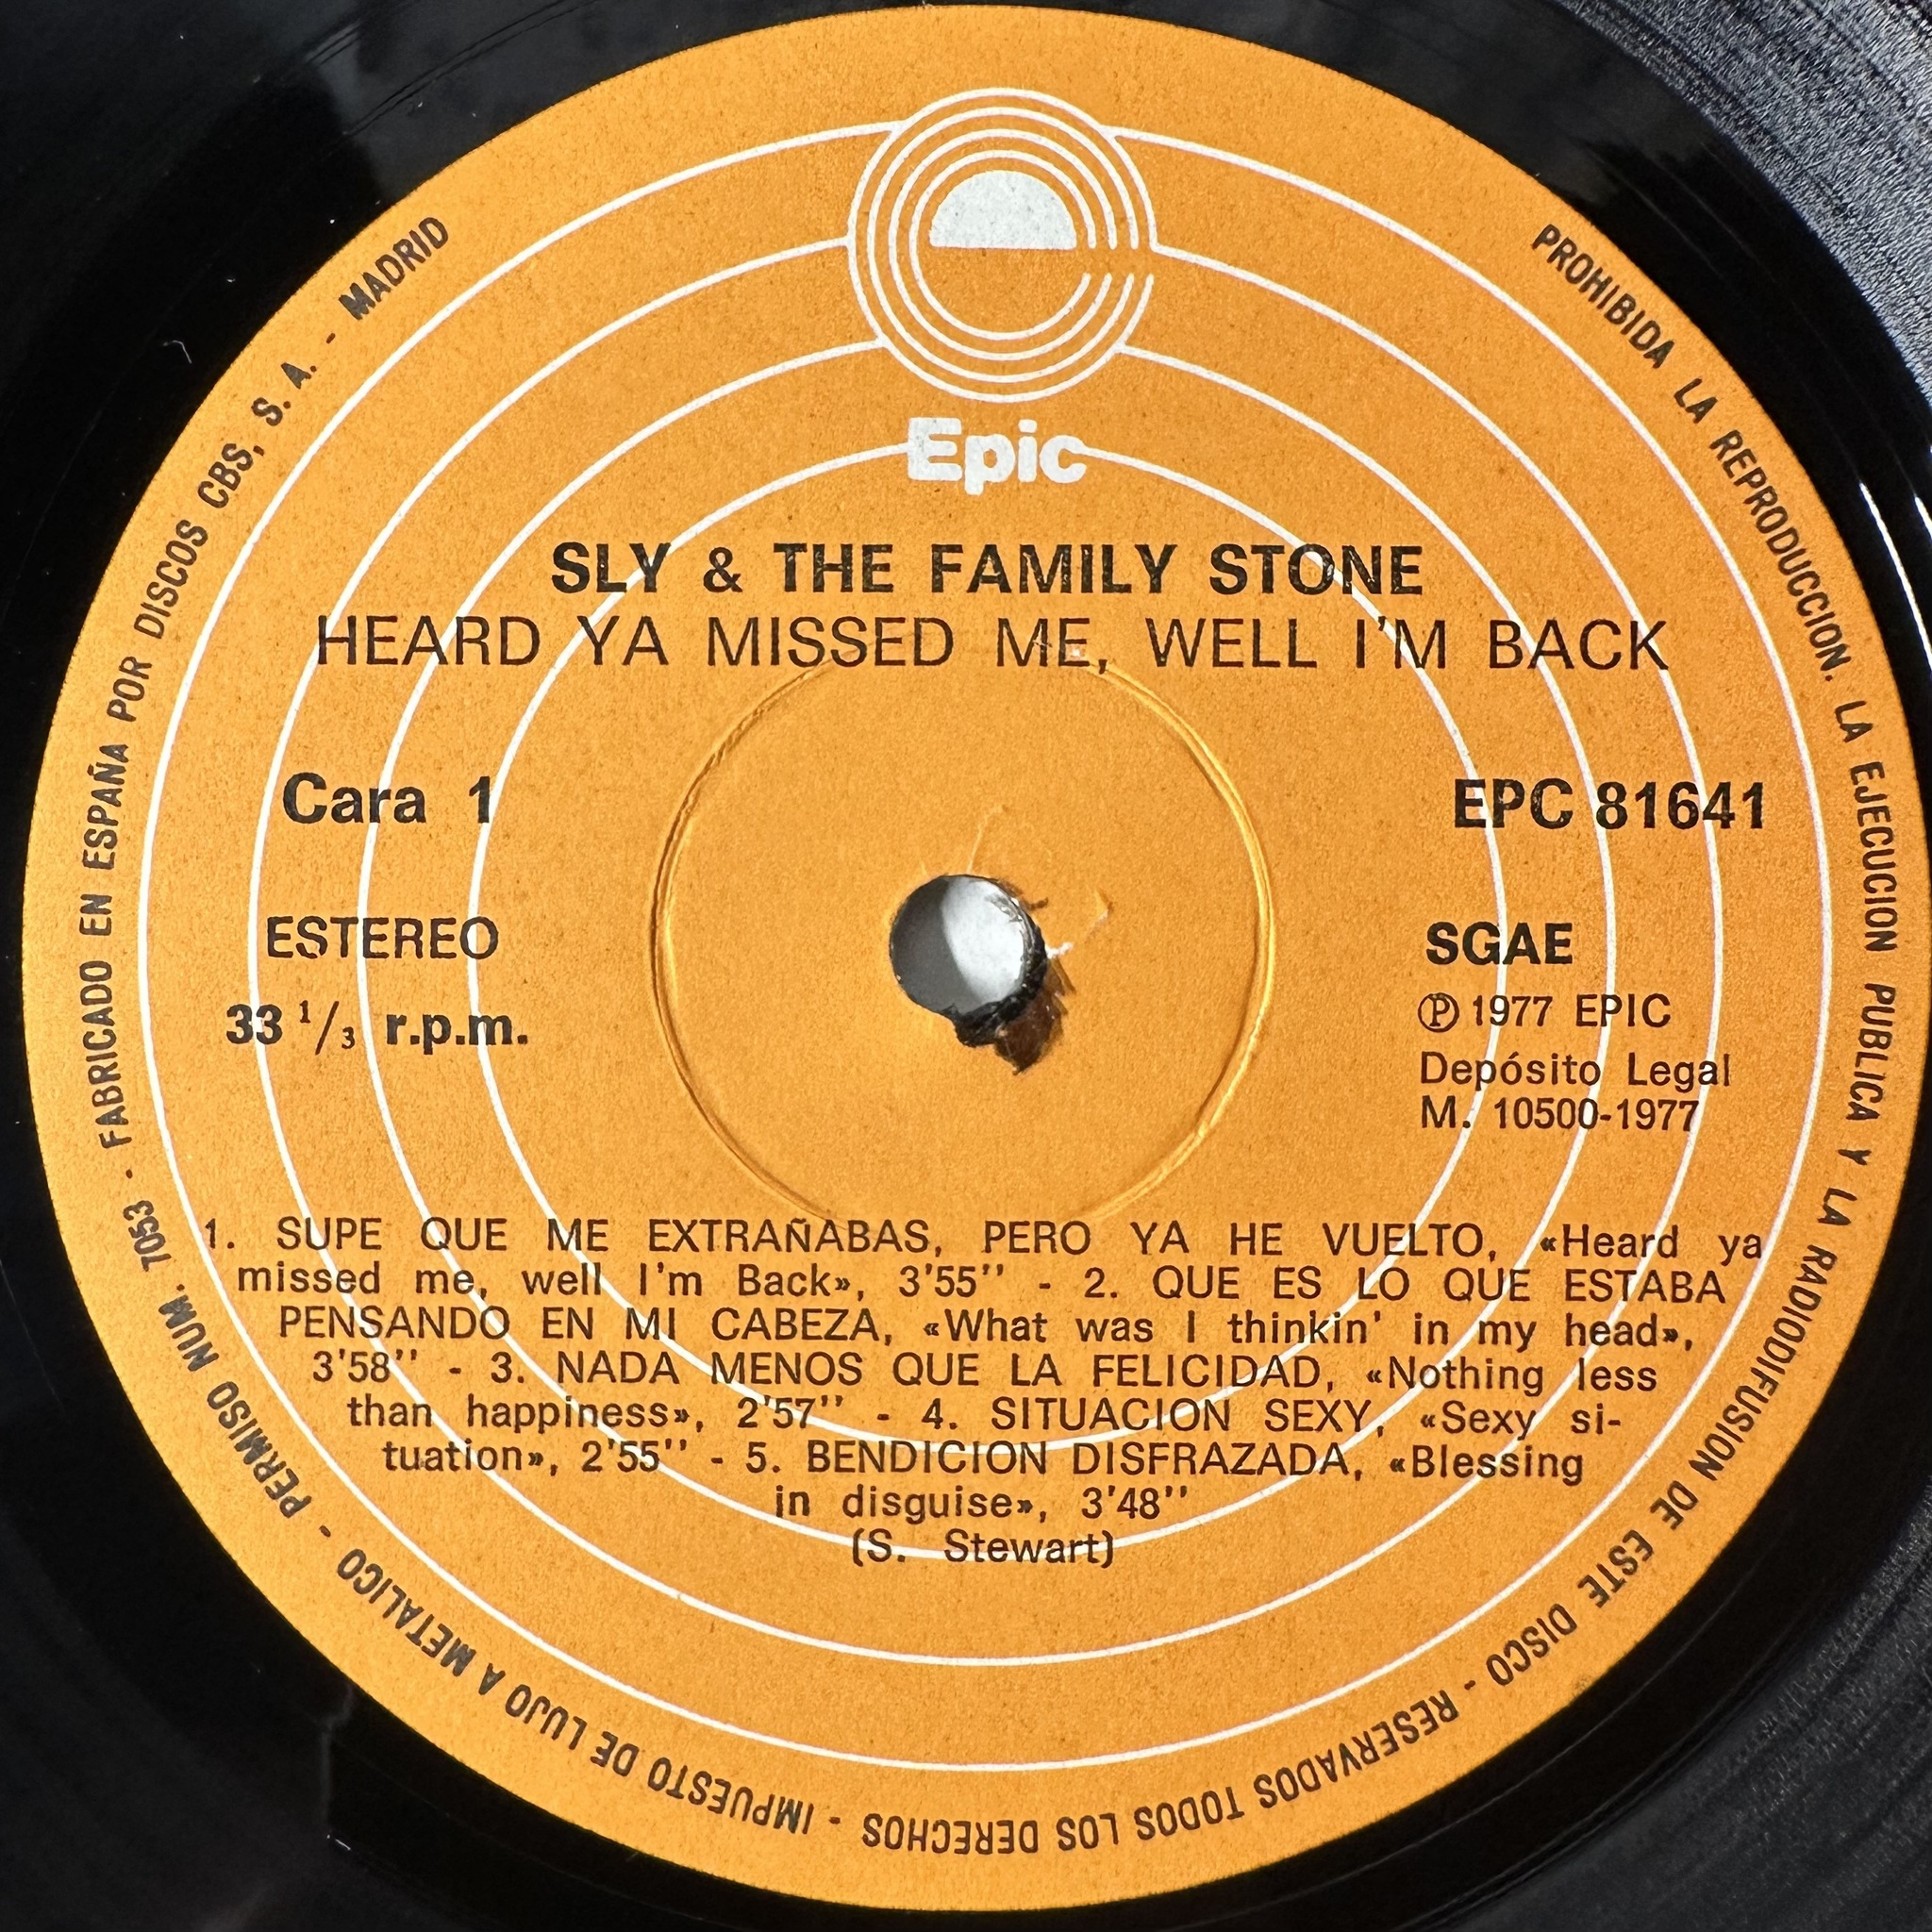 Epic
SLY & THE FAMILY STONE
HEARD YA MISSED ME, WELL I'M BACK
Cara 1
EPC 81641
ESTEREO
SGAE
33 1/3 r.p.m.
Ⓟ 1977 EPIC
Depósito Legal
M. 10500-1977
1. SUPE QUE ME EXTRAÑABAS, PERO YA HE VUELTO, «Heard ya
missed me, well I'm Back», 3'55'' - 2. QUE ES LO QUE ESTABA
PENSANDO EN MI CABEZA, «What was I thinkin' in my head»,
3'58'' - 3. NADA MENOS QUE LA FELICIDAD, «Nothing less
than happiness», 2'57'' - 4. SITUACION SEXY, «Sexy si-
tuation», 2'55'' - 5. BENDICION DISFRAZADA, «Blessing
in disguise», 3'48''
(S. Stewart)
PROHIBIDA LA REPRODUCCION. LA EJECUCION PUBLICA Y LA RADIODIFUSION DE ESTE DISCO - RESERVADOS TODOS LOS DERECHOS - IMPUESTO DE LUJO A METALICO - PERMISO NUM. 7053 - FABRICADO EN ESPAÑA POR DISCOS CBS, S. A. - MADRID